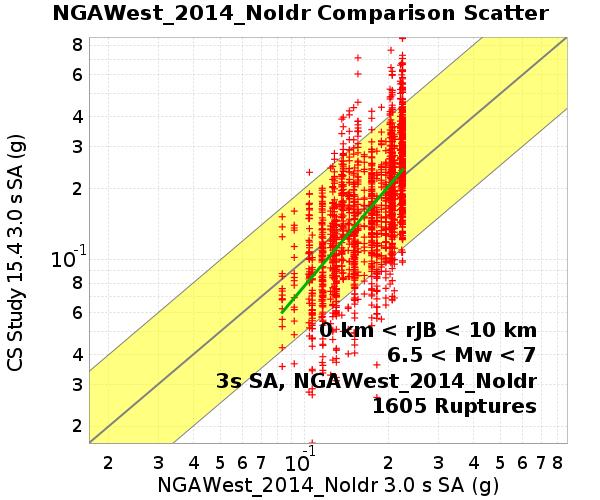 NGAWest_2014_NoIdr Comparison Scatter
8
6
4
3
2
10-1
8
6
4
3
2
CS Study 15.4 3.0 s SA (g)
0 km < rJB < 10 km
6.5 < Mw < 7
3s SA, NGAWest_2014_NoIdr
1605 Ruptures
2 3 4 5 6 7 10-1 2 3 4 5 6 7 8
NGAWest_2014_NoIdr 3.0 s SA (g)